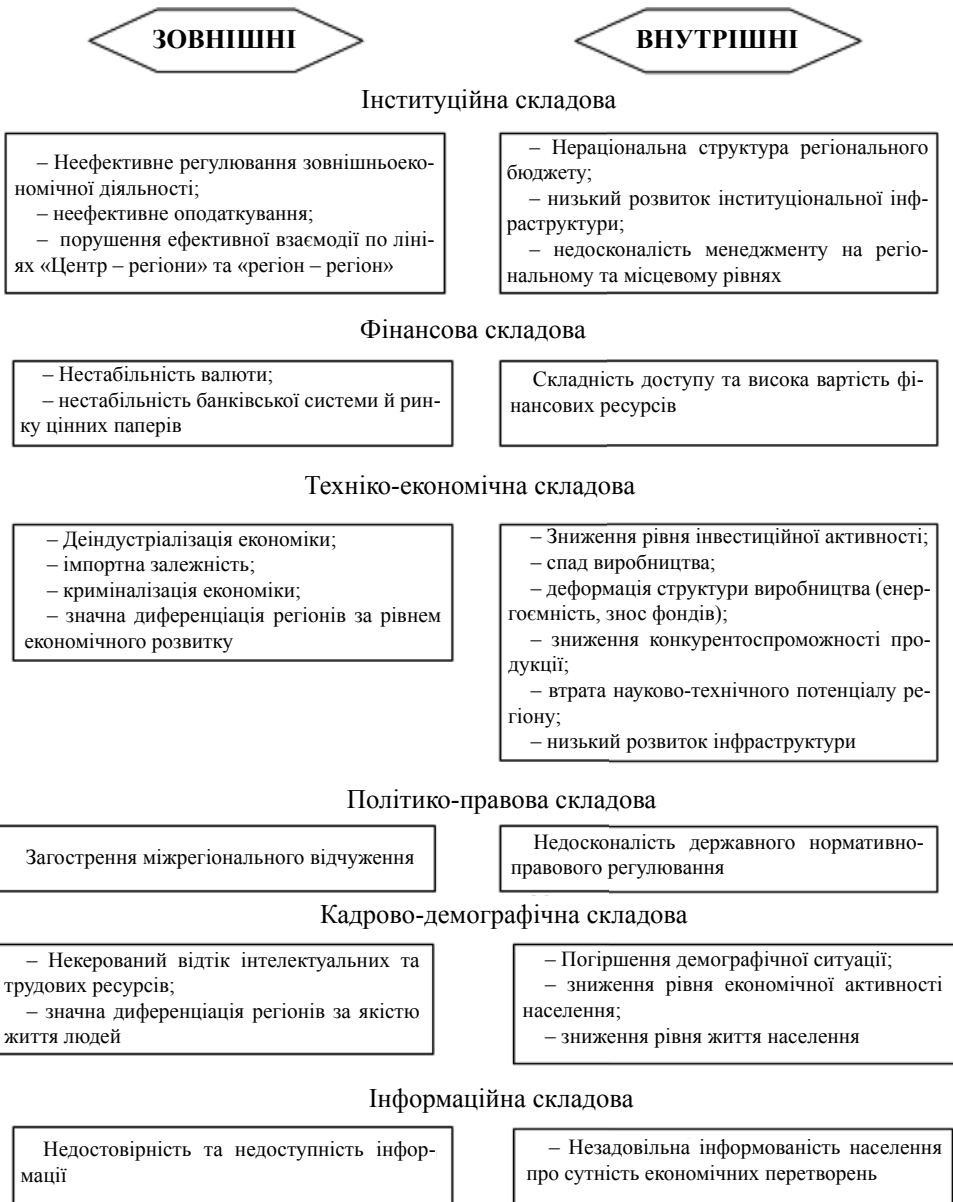 ЗОВНІШНІ
ВНУТРІШНІ
Інституційна складова
– Неефективне регулювання зовнішньоеко-
номічної діяльності;
– неефективне оподаткування;
– порушення ефективної взаємодії по ліні-
ях «Центр – регіони» та «регіон – регіон»
– Нераціональна структура регіонального
бюджету;
– низький розвиток інституціональної інф-
раструктури;
– недосконалість менеджменту на регіо-
нальному та місцевому рівнях
Фінансова складова
– Нестабільність валюти;
– нестабільність банківської системи й рин-
ку цінних паперів
Складність доступу та висока вартість фі-
нансових ресурсів
Техніко-економічна складова
– Деіндустріалізація економіки;
– імпортна залежність;
– криміналізація економіки;
– значна диференціація регіонів за рівнем
економічного розвитку
– Зниження рівня інвестиційної активності;
– спад виробництва;
– деформація структури виробництва (енер-
гоємність, знос фондів);
– зниження конкурентоспроможності про-
дукції;
– втрата науково-технічного потенціалу ре-
гіону;
– низький розвиток інфраструктури
Політико-правова складова
Загострення міжрегіонального відчуження
Недосконалість державного нормативно-
правового регулювання
Кадрово-демографічна складова
– Некерований відтік інтелектуальних та
трудових ресурсів;
– значна диференціація регіонів за якістю
життя людей
– Погіршення демографічної ситуації;
– зниження рівня економічної активності
населення;
– зниження рівня життя населення
Інформаційна складова
Недостовірність та недоступність інфор-
мації
– Незадовільна інформованість населення
про сутність економічних перетворень